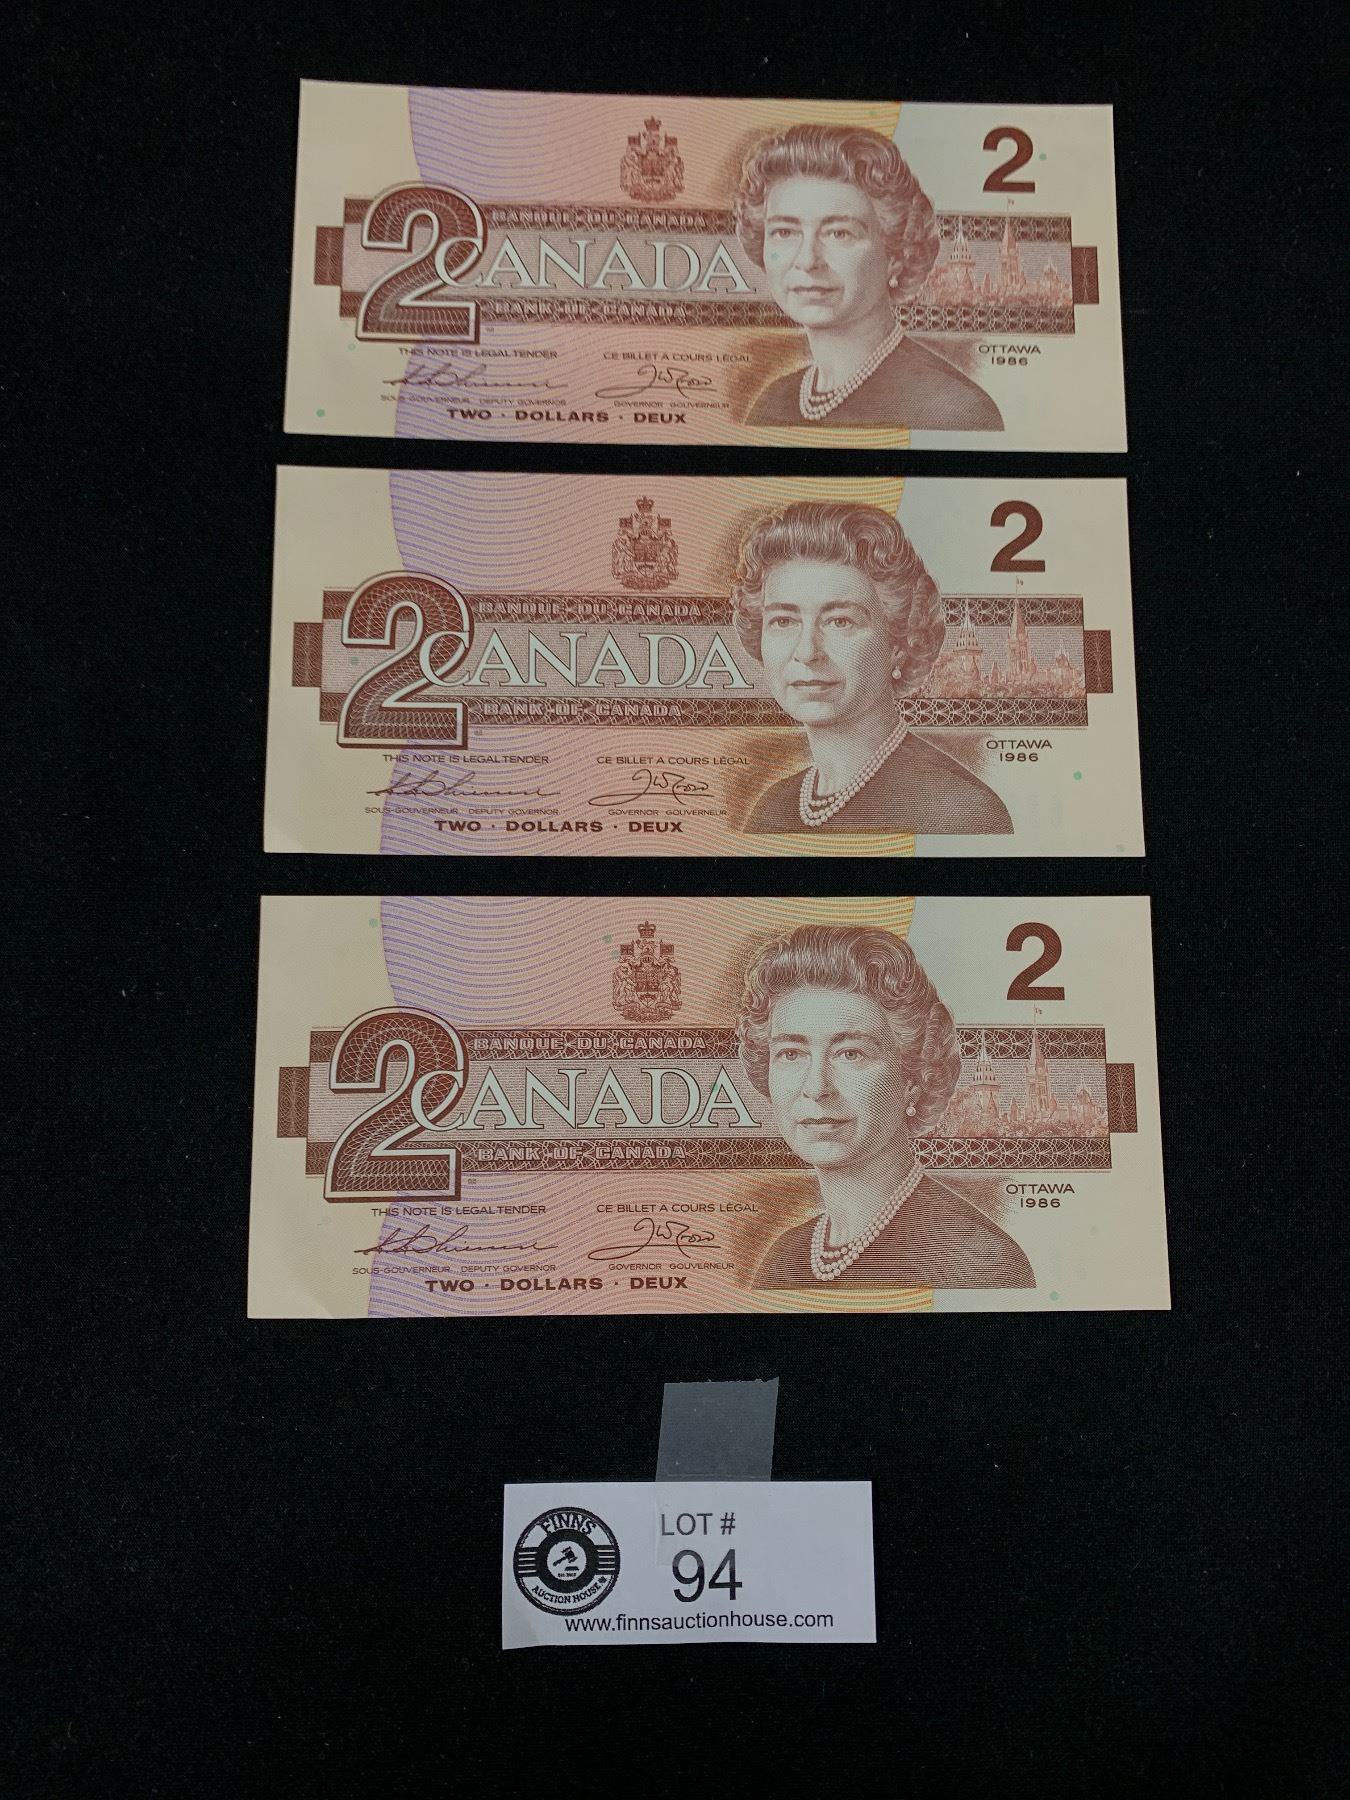 2
BANQUE DU CANADA
2 CANADA
BANK OF CANADA
THIS NOTE IS LEGAL TENDER CE BILLET A COURS LÉGAL
OTTAWA
1986
SOUS-GOUVERNEUR DEPUTY GOVERNOR GOVERNOR GOUVERNEUR
TWO · DOLLARS · DEUX
2
BANQUE DU CANADA
2 CANADA
BANK OF CANADA
OTTAWA
1986
THIS NOTE IS LEGAL TENDER CE BILLET A COURS LÉGAL
SOUS-GOUVERNEUR DEPUTY GOVERNOR GOVERNOR GOUVERNEUR
TWO · DOLLARS · DEUX
2
BANQUE DU CANADA
2 CANADA
BANK OF CANADA
OTTAWA
1986
THIS NOTE IS LEGAL TENDER CE BILLET A COURS LÉGAL
SOUS-GOUVERNEUR DEPUTY GOVERNOR GOVERNOR GOUVERNEUR
TWO · DOLLARS · DEUX
FINNS
AUCTION HOUSE
LOT #
94
www.finnsauctionhouse.com